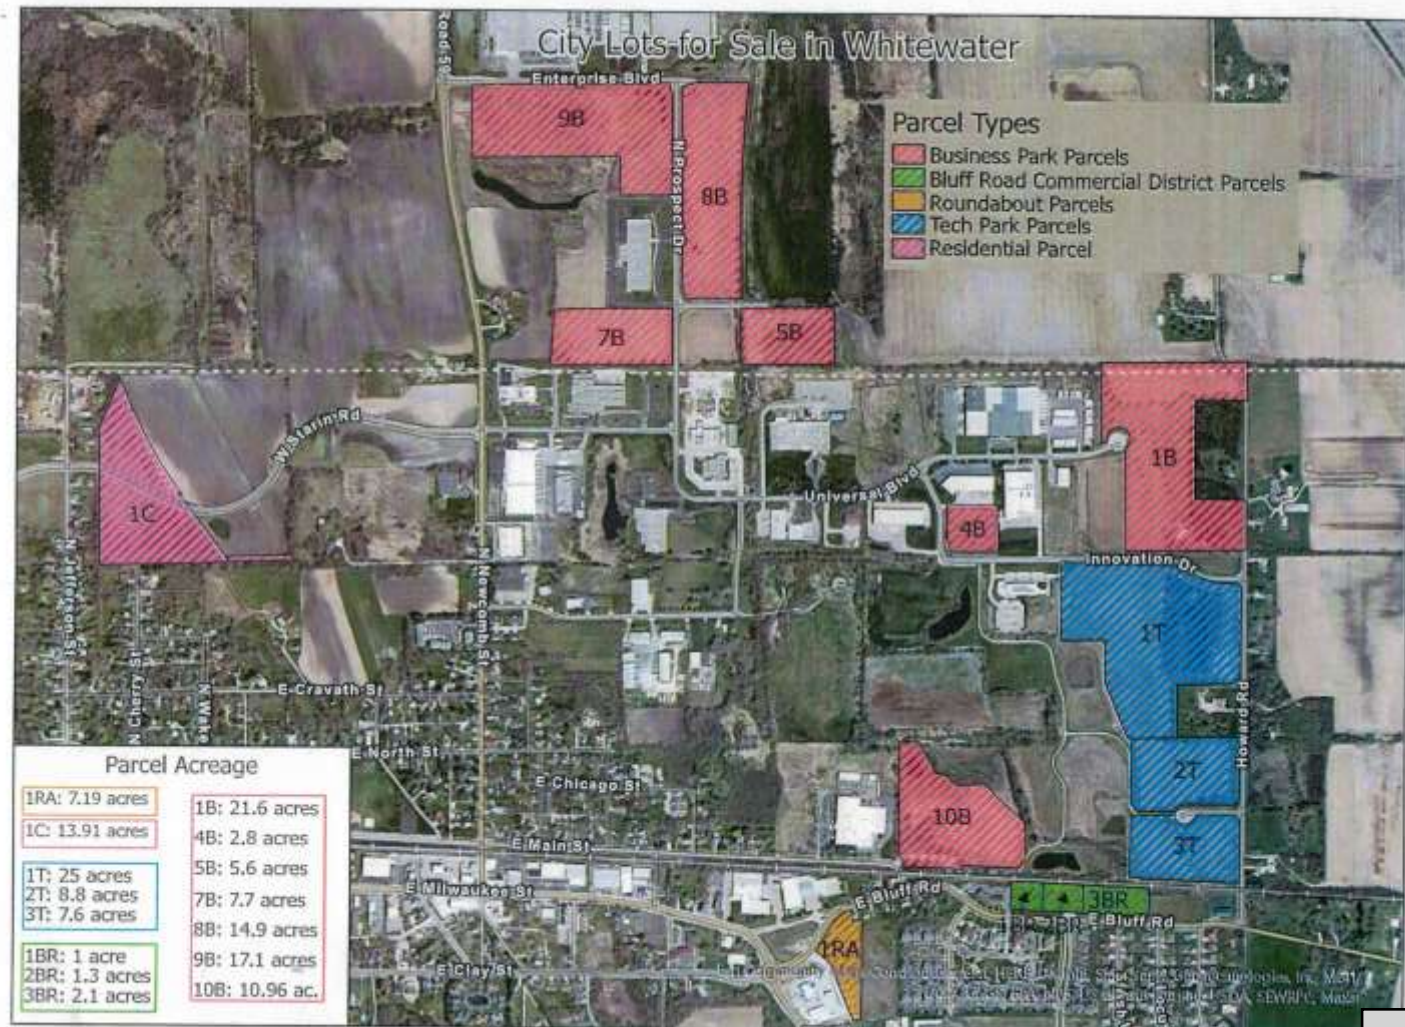 City Lots for Sale in Whitewater
Road 59
Enterprise Blvd
9B
N Prospect Dr
8B
Parcel Types
Business Park Parcels
Bluff Road Commercial District Parcels
Roundabout Parcels
Tech Park Parcels
Residential Parcel
7B
5B
W Starin Rd
1B
Universal Blvd
1C
4B
N Jefferson St
N Newcomb St
Innovation Dr
1T
N Cherry St
E Cravath St
Howard Rd
E North St
2T
E Chicago St
10B
E Main St
3T
E Milwaukee St
E Bluff Rd
3BR
E Bluff Rd
1RA
E Clay St
Parcel Acreage
1RA: 7.19 acres
1C: 13.91 acres
1T: 25 acres
2T: 8.8 acres
3T: 7.6 acres
1BR: 1 acre
2BR: 1.3 acres
3BR: 2.1 acres
1B: 21.6 acres
4B: 2.8 acres
5B: 5.6 acres
7B: 7.7 acres
8B: 14.9 acres
9B: 17.1 acres
10B: 10.96 ac.